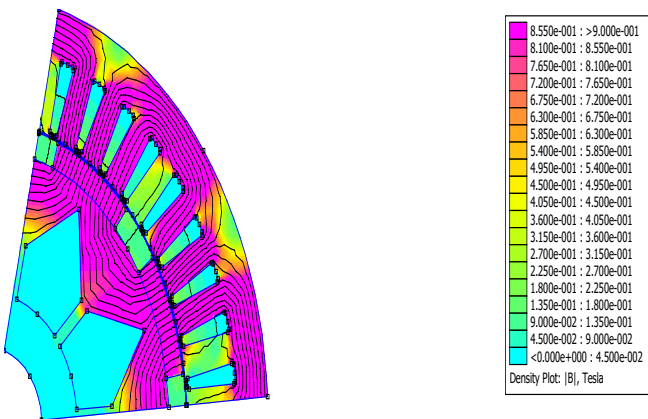 8.550e-001 : >9.000e-001
8.100e-001 : 8.550e-001
7.650e-001 : 8.100e-001
7.200e-001 : 7.650e-001
6.750e-001 : 7.200e-001
6.300e-001 : 6.750e-001
5.850e-001 : 6.300e-001
5.400e-001 : 5.850e-001
4.950e-001 : 5.400e-001
4.500e-001 : 4.950e-001
4.050e-001 : 4.500e-001
3.600e-001 : 4.050e-001
3.150e-001 : 3.600e-001
2.700e-001 : 3.150e-001
2.250e-001 : 2.700e-001
1.800e-001 : 2.250e-001
1.350e-001 : 1.800e-001
9.000e-002 : 1.350e-001
4.500e-002 : 9.000e-002
<0.000e+000 : 4.500e-002
Density Plot: |B|, Tesla